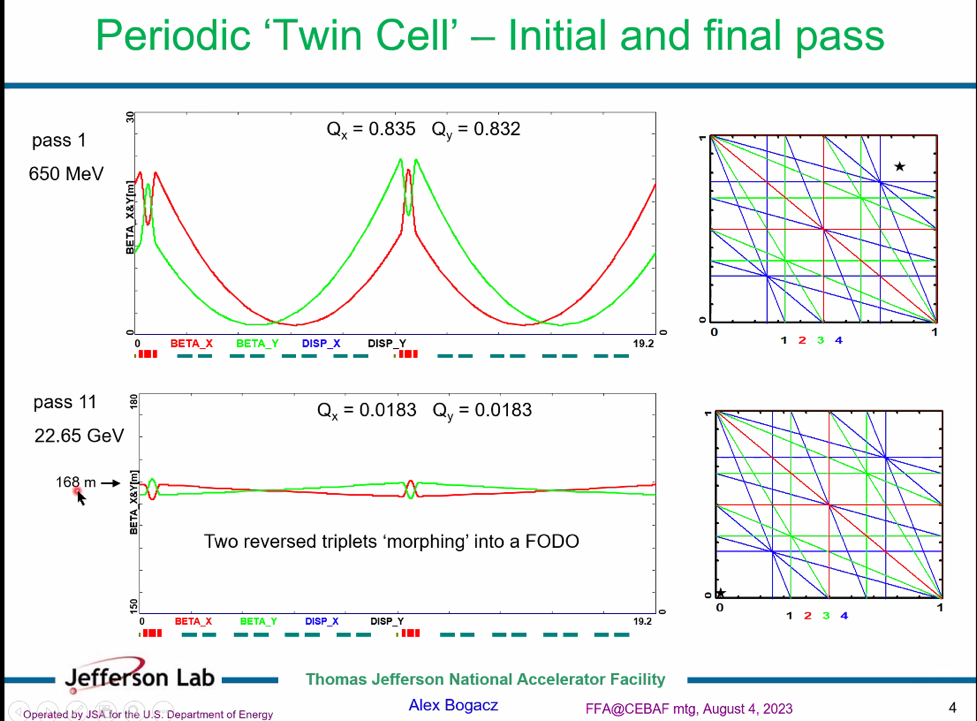 Periodic ‘Twin Cell’ – Initial and final pass
pass 1
650 MeV
30
BETA_X&Y[m]
0
Qx = 0.835 Qy = 0.832
0
0 BETA_X BETA_Y DISP_X DISP_Y 19.2
1
0
0 1
1 2 3 4
pass 11
22.65 GeV
168 m
180
BETA_X&Y[m]
150
Qx = 0.0183 Qy = 0.0183
Two reversed triplets ‘morphing’ into a FODO
0
0 BETA_X BETA_Y DISP_X DISP_Y 19.2
1
0
0 1
1 2 3 4
Jefferson Lab
Thomas Jefferson National Accelerator Facility
Operated by JSA for the U.S. Department of Energy
Alex Bogacz
FFA@CEBAF mtg, August 4, 2023
4